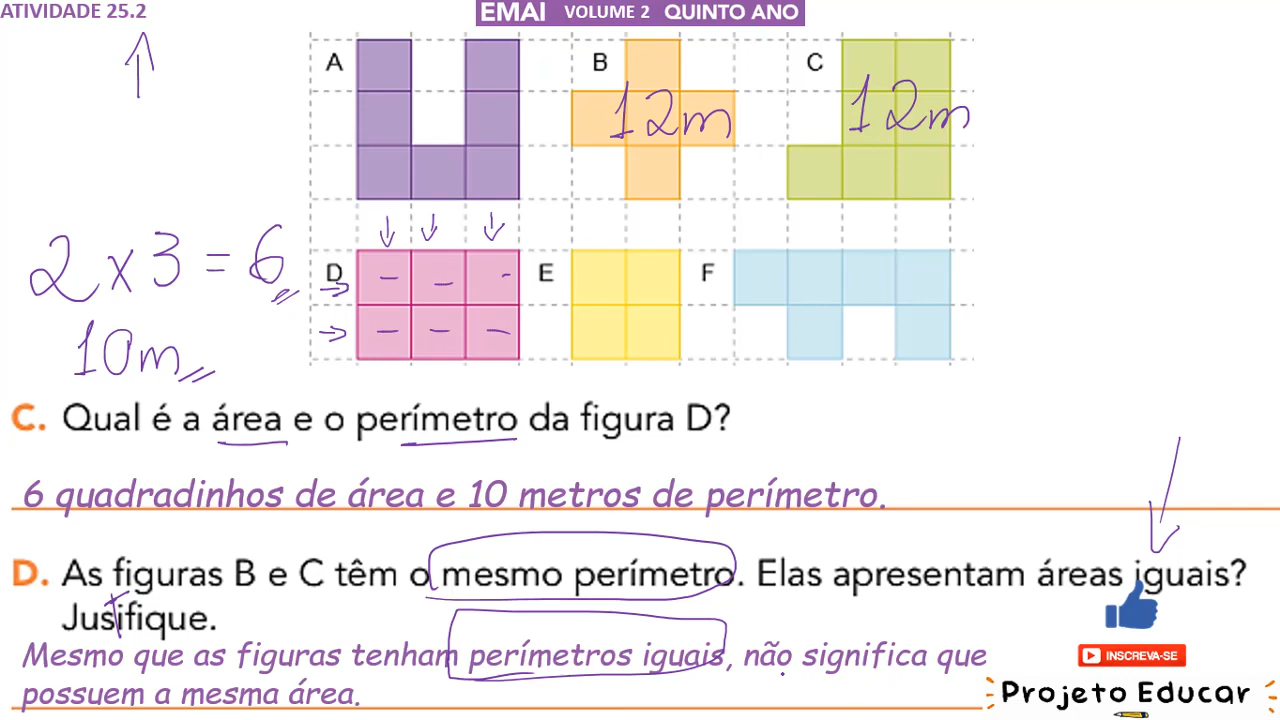 ATIVIDADE 25.2
EMAI VOLUME 2 QUINTO ANO
A B C
12m 12m
2 x 3 = 6
D E F
10m
C. Qual é a área e o perímetro da figura D?
6 quadradinhos de área e 10 metros de perímetro.
D. As figuras B e C têm o mesmo perímetro. Elas apresentam áreas iguais?
Jusifique.
t
Mesmo que as figuras tenham perímetros iguais, não significa que
possuem a mesma área.
INSCREVA-SE
Projeto Educar